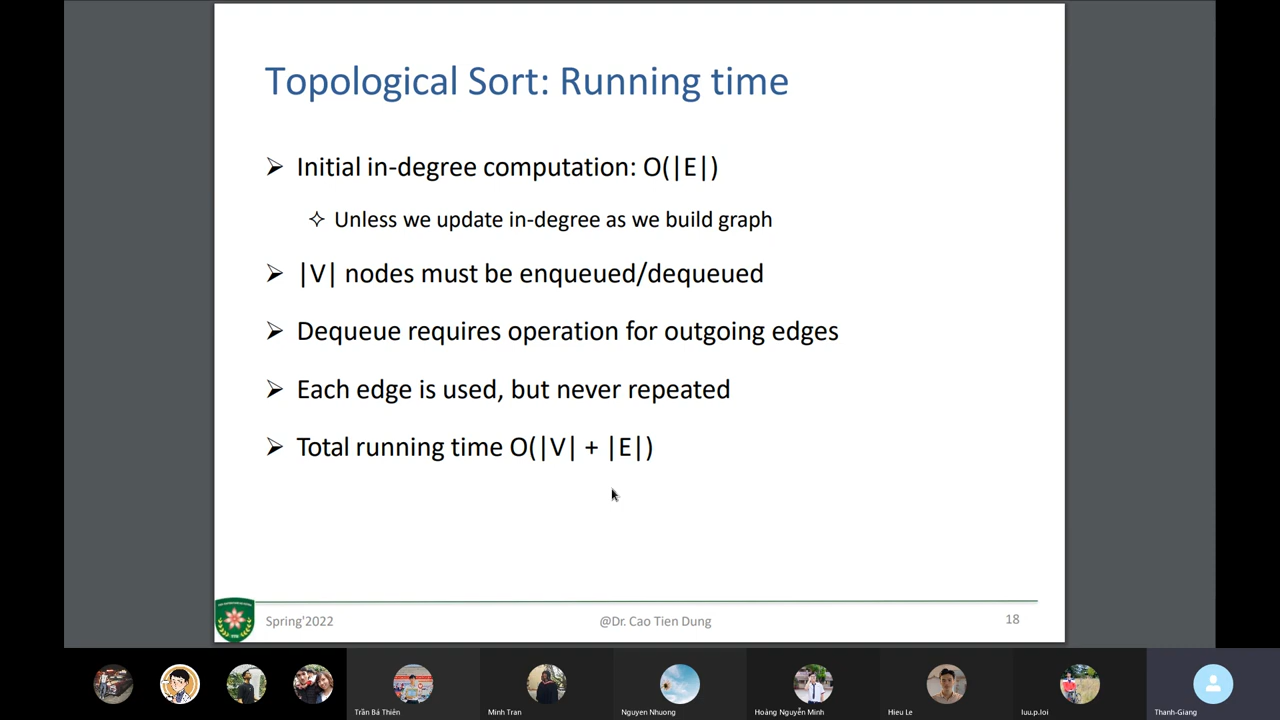 Topological Sort: Running time
➢ Initial in-degree computation: O(|E|)
✧ Unless we update in-degree as we build graph
➢ |V| nodes must be enqueued/dequeued
➢ Dequeue requires operation for outgoing edges
➢ Each edge is used, but never repeated
➢ Total running time O(|V| + |E|)
Spring'2022 @Dr. Cao Tien Dung 18
Trần Bá Thiên Minh Tran Nguyen Nhuong Hoàng Nguyễn Minh Hieu Le luu.p.loi Thanh-Giang